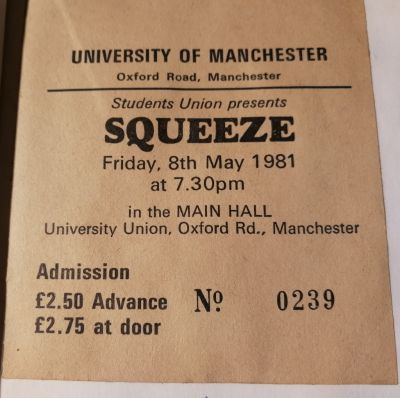 UNIVERSITY OF MANCHESTER
Oxford Road, Manchester
Students Union presents
SQUEEZE
Friday, 8th May 1981
at 7.30pm
in the MAIN HALL
University Union, Oxford Rd., Manchester
Admission
£2.50 Advance Nº 0239
£2.75 at door